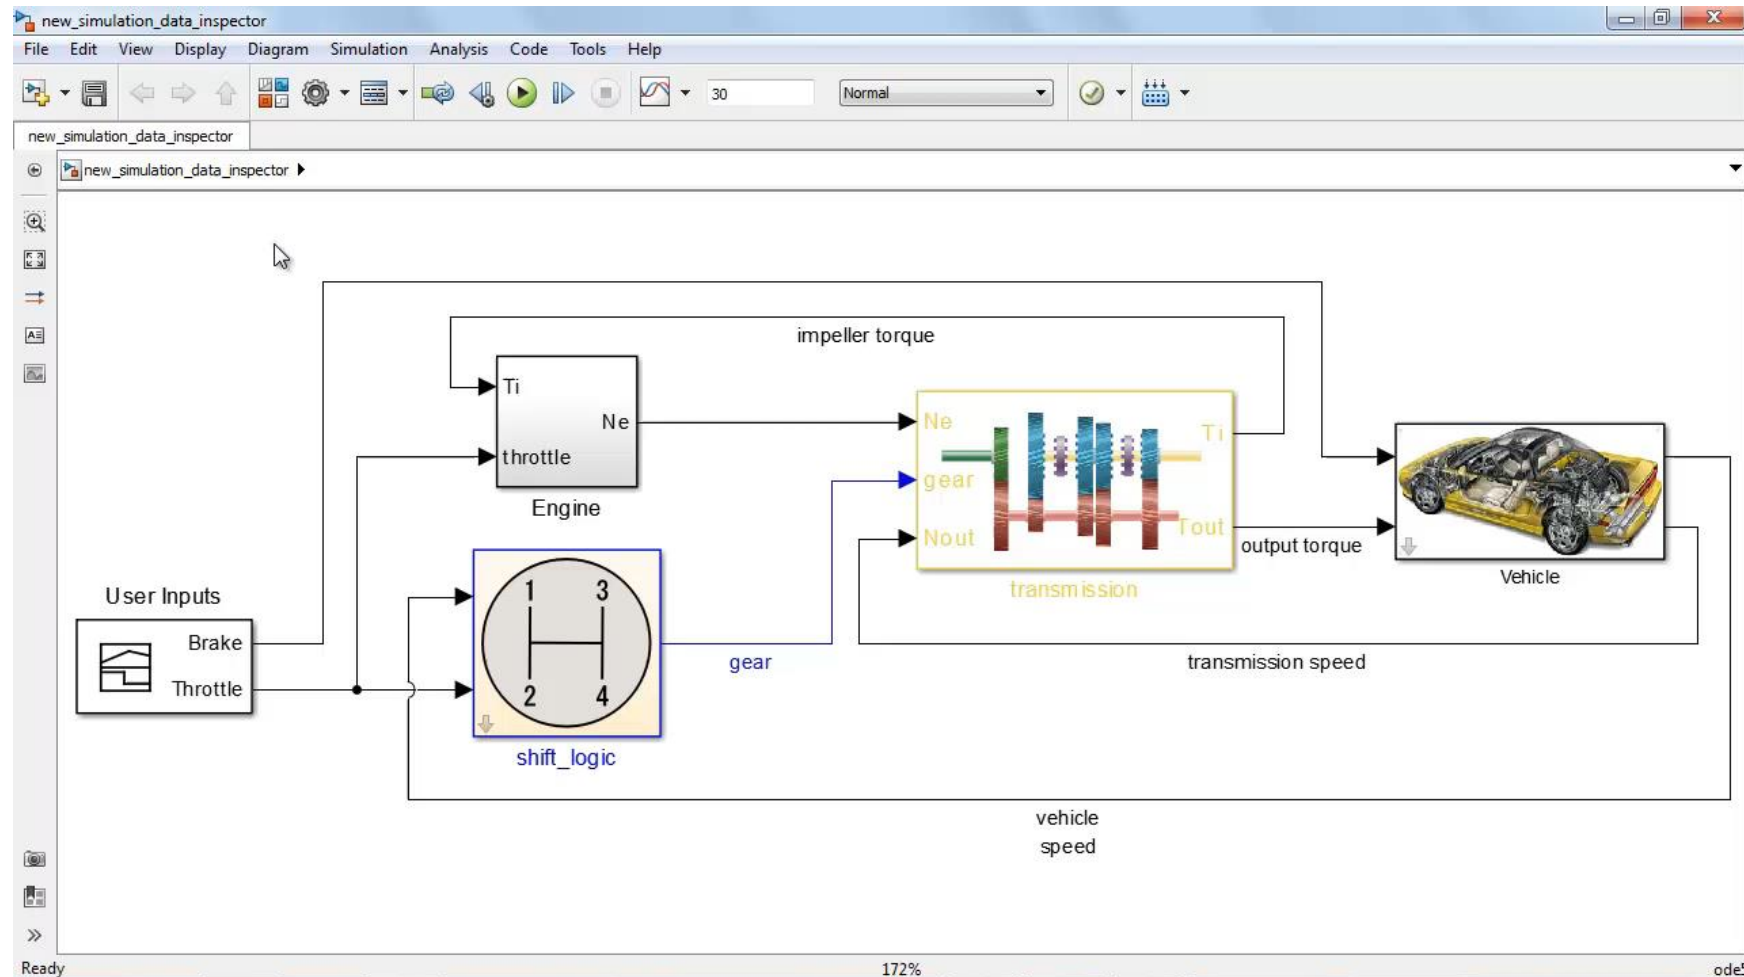 new_simulation_data_inspector
File Edit View Display Diagram Simulation Analysis Code Tools Help
30 Normal
new_simulation_data_inspector
new_simulation_data_inspector
impeller torque
Ti
Ne
throttle
Engine
Ne
gear
Nout
Ti
Tout
transmission
output torque
Vehicle
User Inputs
Brake
Throttle
1 3
2 4
shift_logic
gear
transmission speed
vehicle
speed
Ready 172%